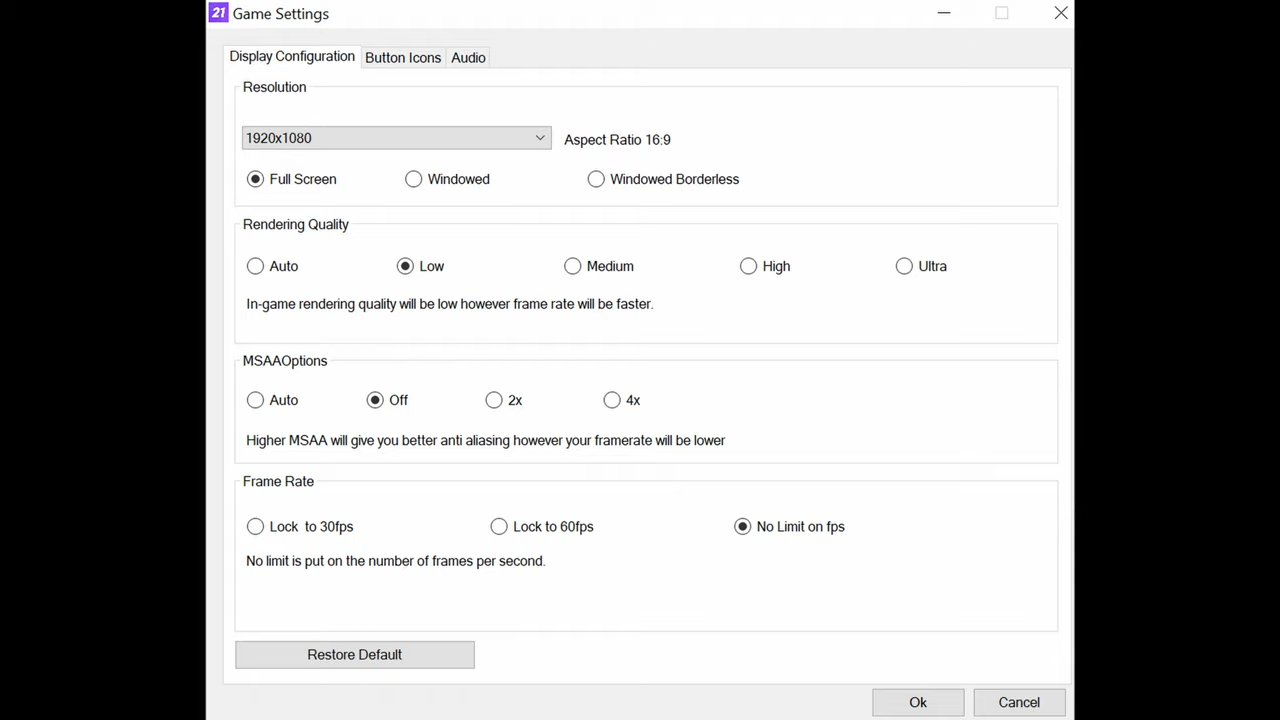 21 Game Settings
Display Configuration Button Icons Audio
Resolution
1920x1080 Aspect Ratio 16:9
Full Screen Windowed Windowed Borderless
Rendering Quality
Auto Low Medium High Ultra
In-game rendering quality will be low however frame rate will be faster.
MSAAOptions
Auto Off 2x 4x
Higher MSAA will give you better anti aliasing however your framerate will be lower
Frame Rate
Lock  to 30fps Lock to 60fps No Limit on fps
No limit is put on the number of frames per second.
Restore Default
Ok Cancel